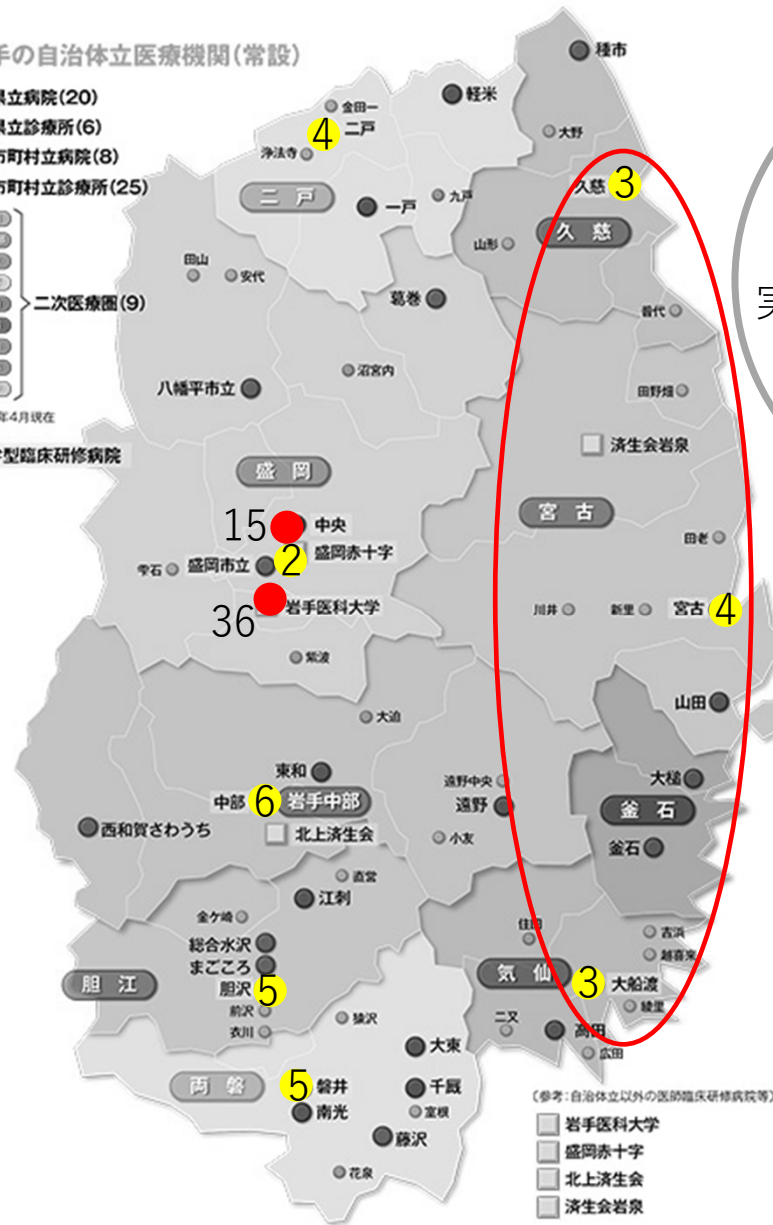 手の自治体立医療機関(常設)
県立病院(20)
県立診療所(6)
市町村立病院(8)
市町村立診療所(25)
二次医療圏(9)
年4月現在
型臨床研修病院
種市
軽米
金田一
4
二戸
大野
浄法寺
二戸
一戸
九戸
久慈
3
久慈
山形
田山
安代
葛巻
普代
実
沼宮内
八幡平市立
田野畑
済生会岩泉
盛岡
宮古
15
中央
2
盛岡赤十字
田老
雫石
盛岡市立
36
岩手医科大学
川井
新里
宮古
4
紫波
山田
大迫
東和
遠野中央
大槌
中部
6
岩手中部
遠野
釜石
西和賀さわうち
北上済生会
小友
釜石
直営
江刺
金ケ崎
住田
吉浜
総合水沢
越喜来
まごころ
胆江
気仙
3
大船渡
胆沢
5
前沢
猿沢
二又
綾里
衣川
高田
大東
広田
両磐
5
磐井
千厩
南光
室根
藤沢
花泉
(参考:自治体立以外の医師臨床研修病院等)
岩手医科大学
盛岡赤十字
北上済生会
済生会岩泉